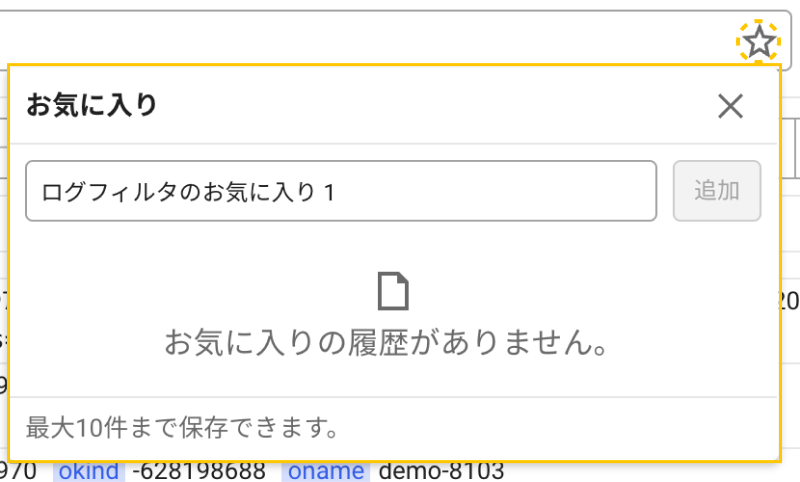 お気に入り
ログフィルタのお気に入り 1
追加
お気に入りの履歴がありません。
最大10件まで保存できます。
970 okind -628198688 oname demo-8103